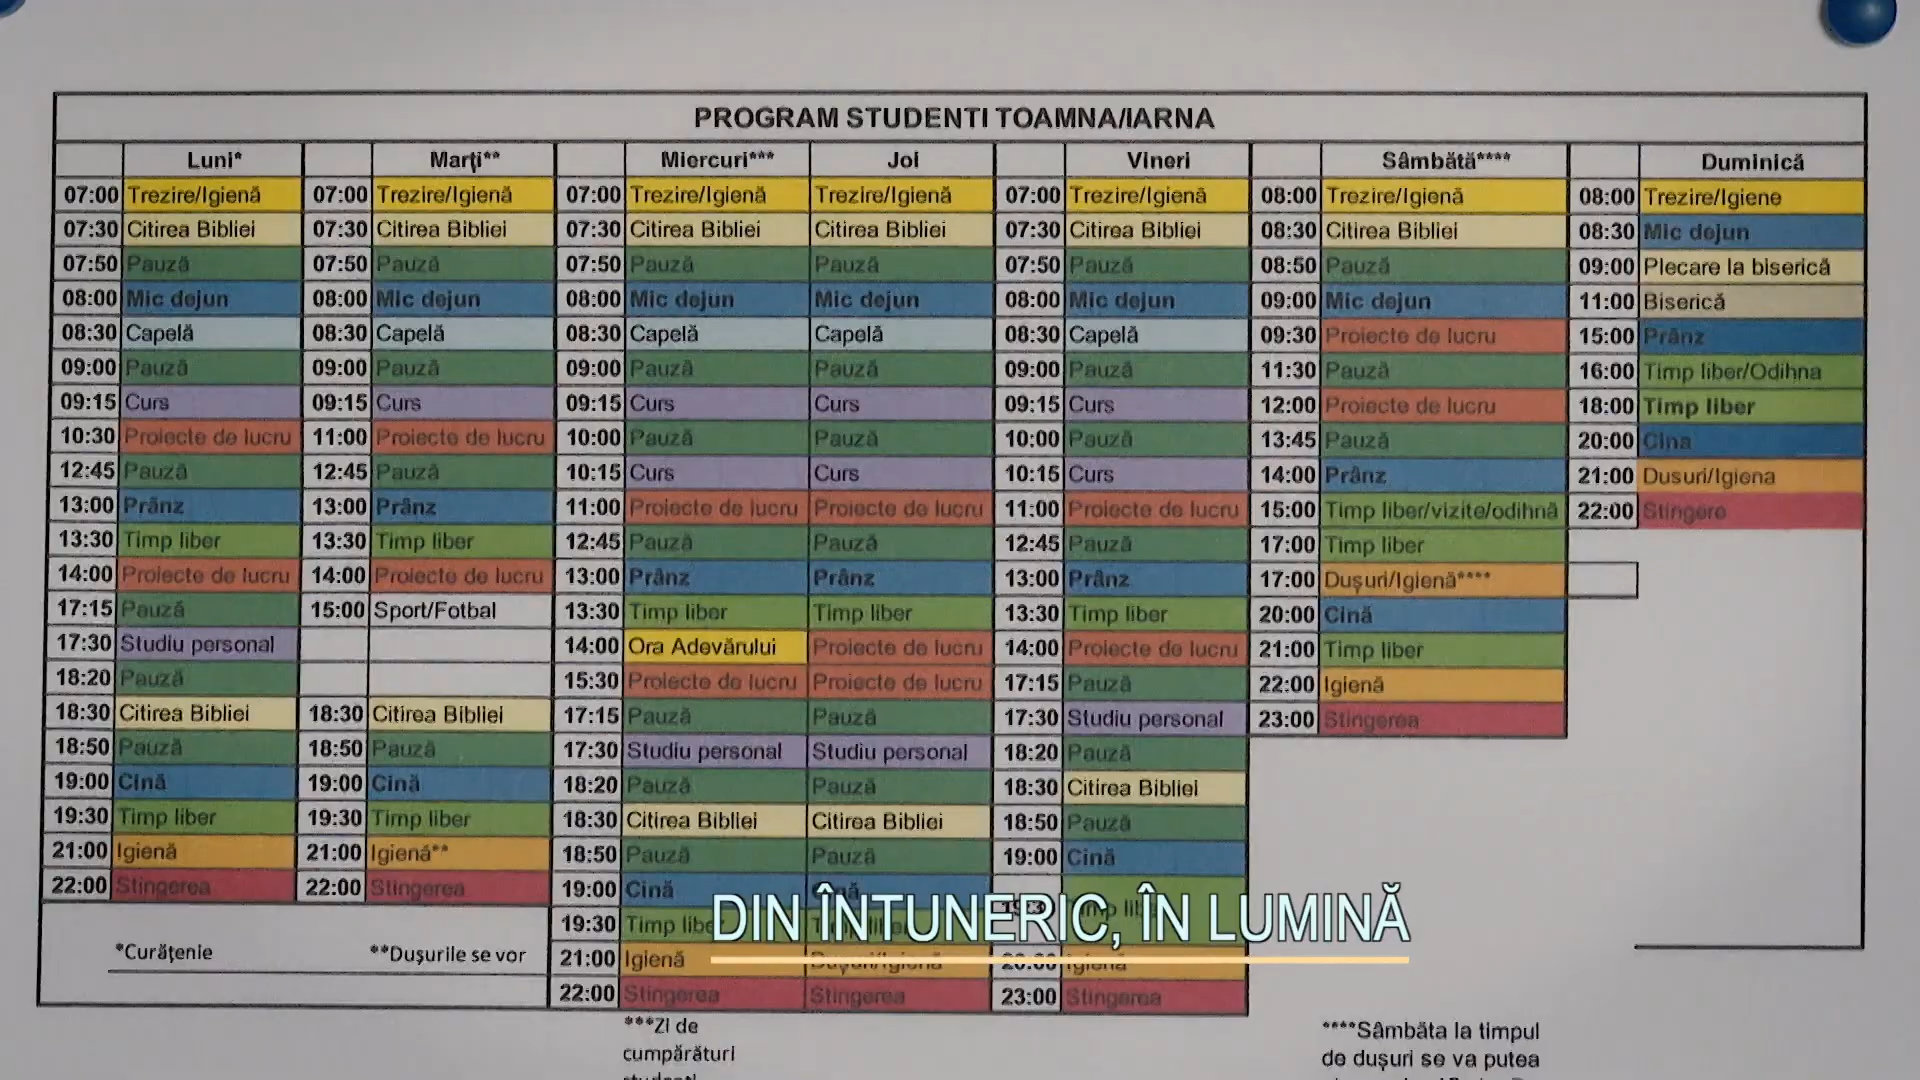 PROGRAM STUDENTI TOAMNA/IARNA
Luni* Marţi** Miercuri*** Joi Vineri Sâmbătă**** Duminică
07:00 Trezire/Igienă 07:00 Trezire/Igienă 07:00 Trezire/Igienă Trezire/Igienă 07:00 Trezire/Igienă 08:00 Trezire/Igienă 08:00 Trezire/Igiene
07:30 Citirea Bibliei 07:30 Citirea Bibliei 07:30 Citirea Bibliei Citirea Bibliei 07:30 Citirea Bibliei 08:30 Citirea Bibliei 08:30 Mic dejun
07:50 Pauză 07:50 Pauză 07:50 Pauză Pauză 07:50 Pauză 08:50 Pauză 09:00 Plecare la biserică
08:00 Mic dejun 08:00 Mic dejun 08:00 Mic dejun Mic dejun 08:00 Mic dejun 09:00 Mic dejun 11:00 Biserică
08:30 Capelă 08:30 Capelă 08:30 Capelă Capelă 08:30 Capelă 09:30 Proiecte de lucru 15:00 Prânz
09:00 Pauză 09:00 Pauză 09:00 Pauză Pauză 09:00 Pauză 11:30 Pauză 16:00 Timp liber/Odihna
09:15 Curs 09:15 Curs 09:15 Curs Curs 09:15 Curs 12:00 Proiecte de lucru 18:00 Timp liber
10:30 Proiecte de lucru 11:00 Proiecte de lucru 10:00 Pauză Pauză 10:00 Pauză 13:45 Pauză 20:00 Cina
12:45 Pauză 12:45 Pauză 10:15 Curs Curs 10:15 Curs 14:00 Prânz 21:00 Dusuri/Igiena
13:00 Prânz 13:00 Prânz 11:00 Proiecte de lucru Proiecte de lucru 11:00 Proiecte de lucru 15:00 Timp liber/vizite/odihnă 22:00 Stingere
13:30 Timp liber 13:30 Timp liber 12:45 Pauză Pauză 12:45 Pauză 17:00 Timp liber
14:00 Proiecte de lucru 14:00 Proiecte de lucru 13:00 Prânz Prânz 13:00 Prânz 17:00 Duşuri/Igienă****
17:15 Pauză 15:00 Sport/Fotbal 13:30 Timp liber Timp liber 13:30 Timp liber 20:00 Cină
17:30 Studiu personal 14:00 Ora Adevărului Proiecte de lucru 14:00 Proiecte de lucru 21:00 Timp liber
18:20 Pauză 15:30 Proiecte de lucru Proiecte de lucru 17:15 Pauză 22:00 Igienă
18:30 Citirea Bibliei 18:30 Citirea Bibliei 17:15 Pauză Pauză 17:30 Studiu personal 23:00 Stingerea
18:50 Pauză 18:50 Pauză 17:30 Studiu personal Studiu personal 18:20 Pauză
19:00 Cină 19:00 Cină 18:20 Pauză Pauză 18:30 Citirea Bibliei
19:30 Timp liber 19:30 Timp liber 18:30 Citirea Bibliei Citirea Bibliei 18:50 Pauză
21:00 Igienă 21:00 Igienă** 18:50 Pauză Pauză 19:00 Cină
22:00 Stingerea 22:00 Stingerea 19:00 Cină
DIN ÎNTUNERIC, ÎN LUMINĂ
19:30 Timp
*Curăţenie **Duşurile se vor 21:00 Igienă Duşuri/Igienă Igienă
22:00 Stingerea Stingerea 23:00 Stingerea
***Zi de
cumpărături
****Sâmbăta la timpul
de duşuri se va putea